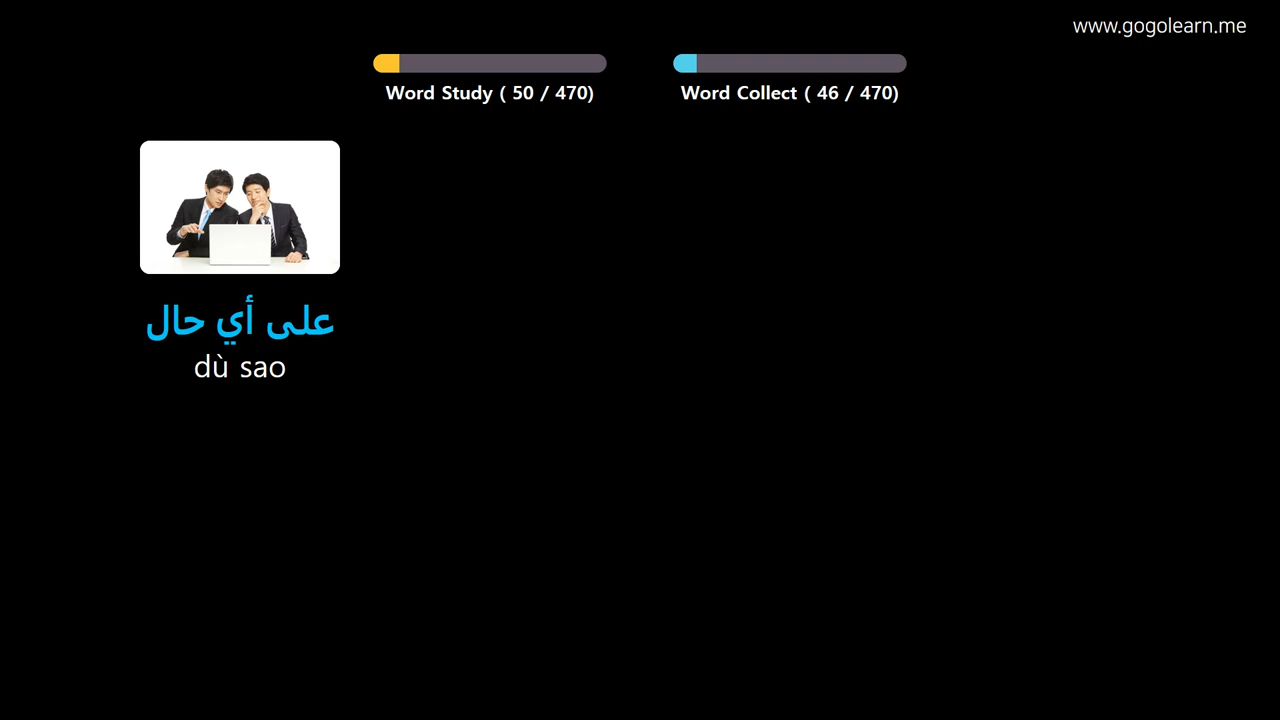 www.gogolearn.me
Word Study ( 50 / 470)
Word Collect ( 46 / 470)
على أي حال
dù sao